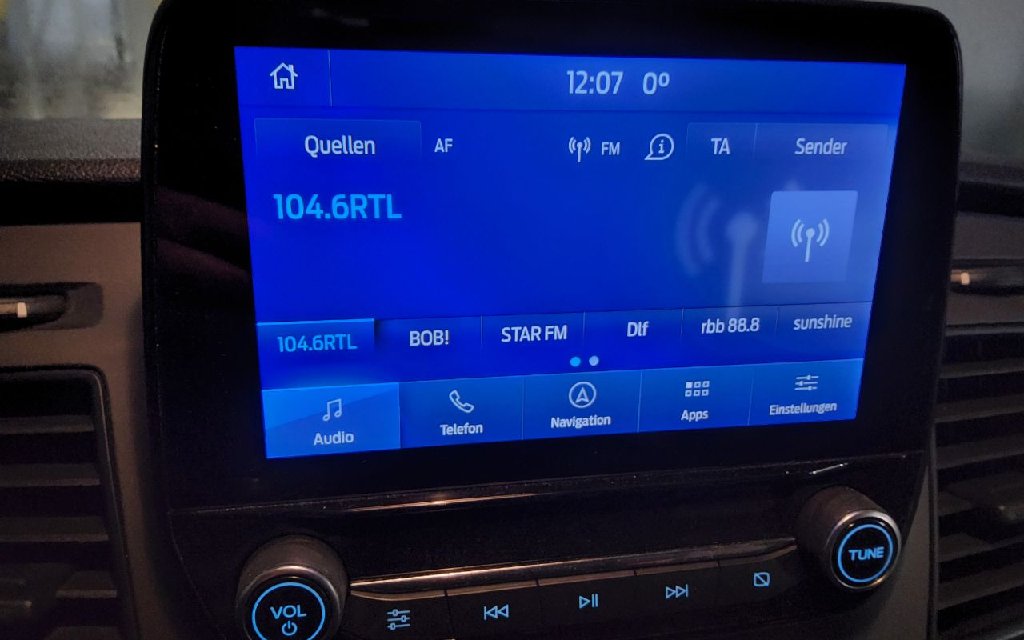 12:07 0º
Quellen AF FM TA Sender
104.6RTL
104.6RTL BOB! STAR FM Dlf rbb 88.8 sunshine
Audio Telefon Navigation Apps Einstellungen
VOL TUNE